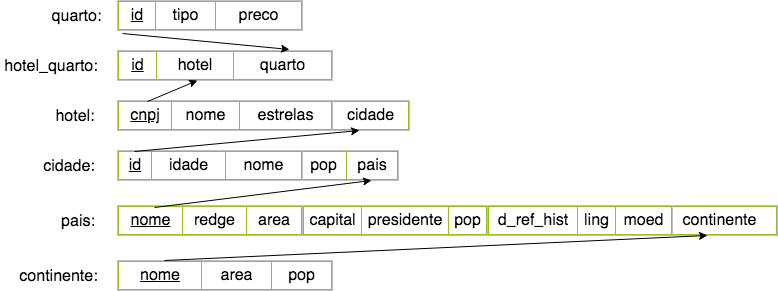 quarto: id tipo preco
hotel_quarto: id hotel quarto
hotel: cnpj nome estrelas cidade
cidade: id idade nome pop pais
pais: nome redge area capital presidente pop d_ref_hist ling moed continente
continente: nome area pop